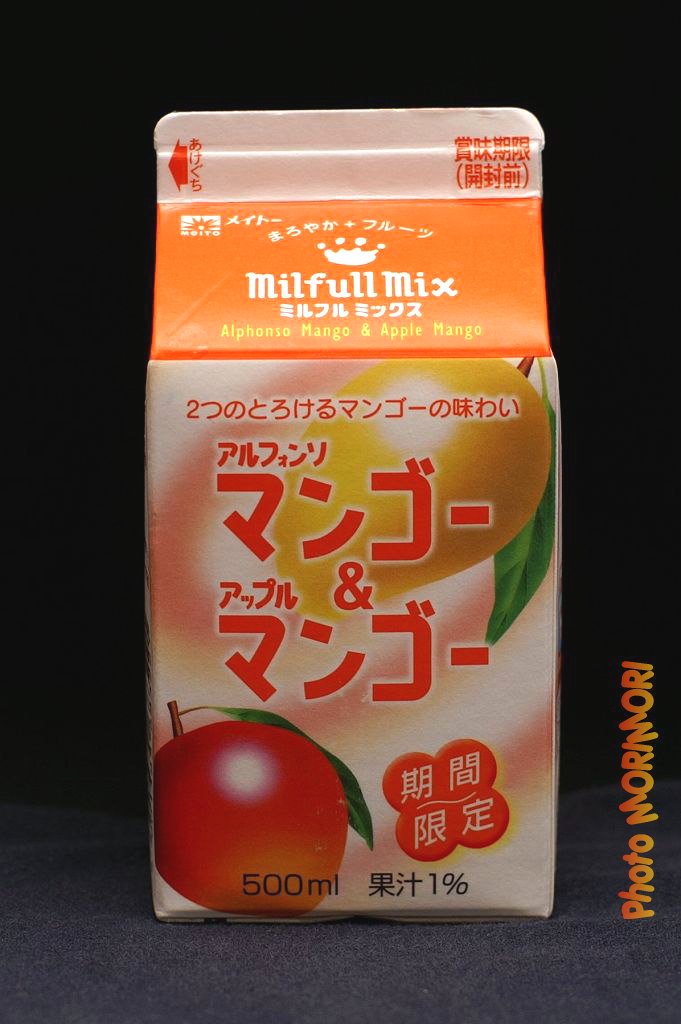 あけぐち
賞味期限
(開封前)
MEITO
メイトー
まろやか+フルーツ
Milfull Mix
ミルフル ミックス
Alphonso Mango & Apple Mango
2つのとろけるマンゴーの味わい
アルフォンソ
マンゴー
&
アップル
マンゴー
期間
限定
500ml 果汁1%
Photo MORIMORI